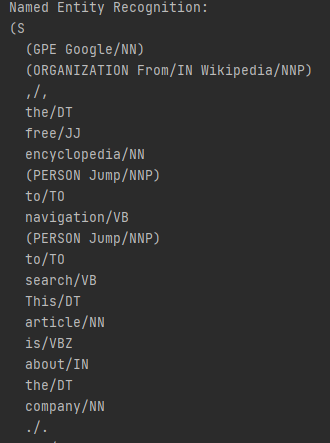 Named Entity Recognition:
(S
  (GPE Google/NN)
  (ORGANIZATION From/IN Wikipedia/NNP)
  ,/,
  the/DT
  free/JJ
  encyclopedia/NN
  (PERSON Jump/NNP)
  to/TO
  navigation/VB
  (PERSON Jump/NNP)
  to/TO
  search/VB
  This/DT
  article/NN
  is/VBZ
  about/IN
  the/DT
  company/NN
  ./.